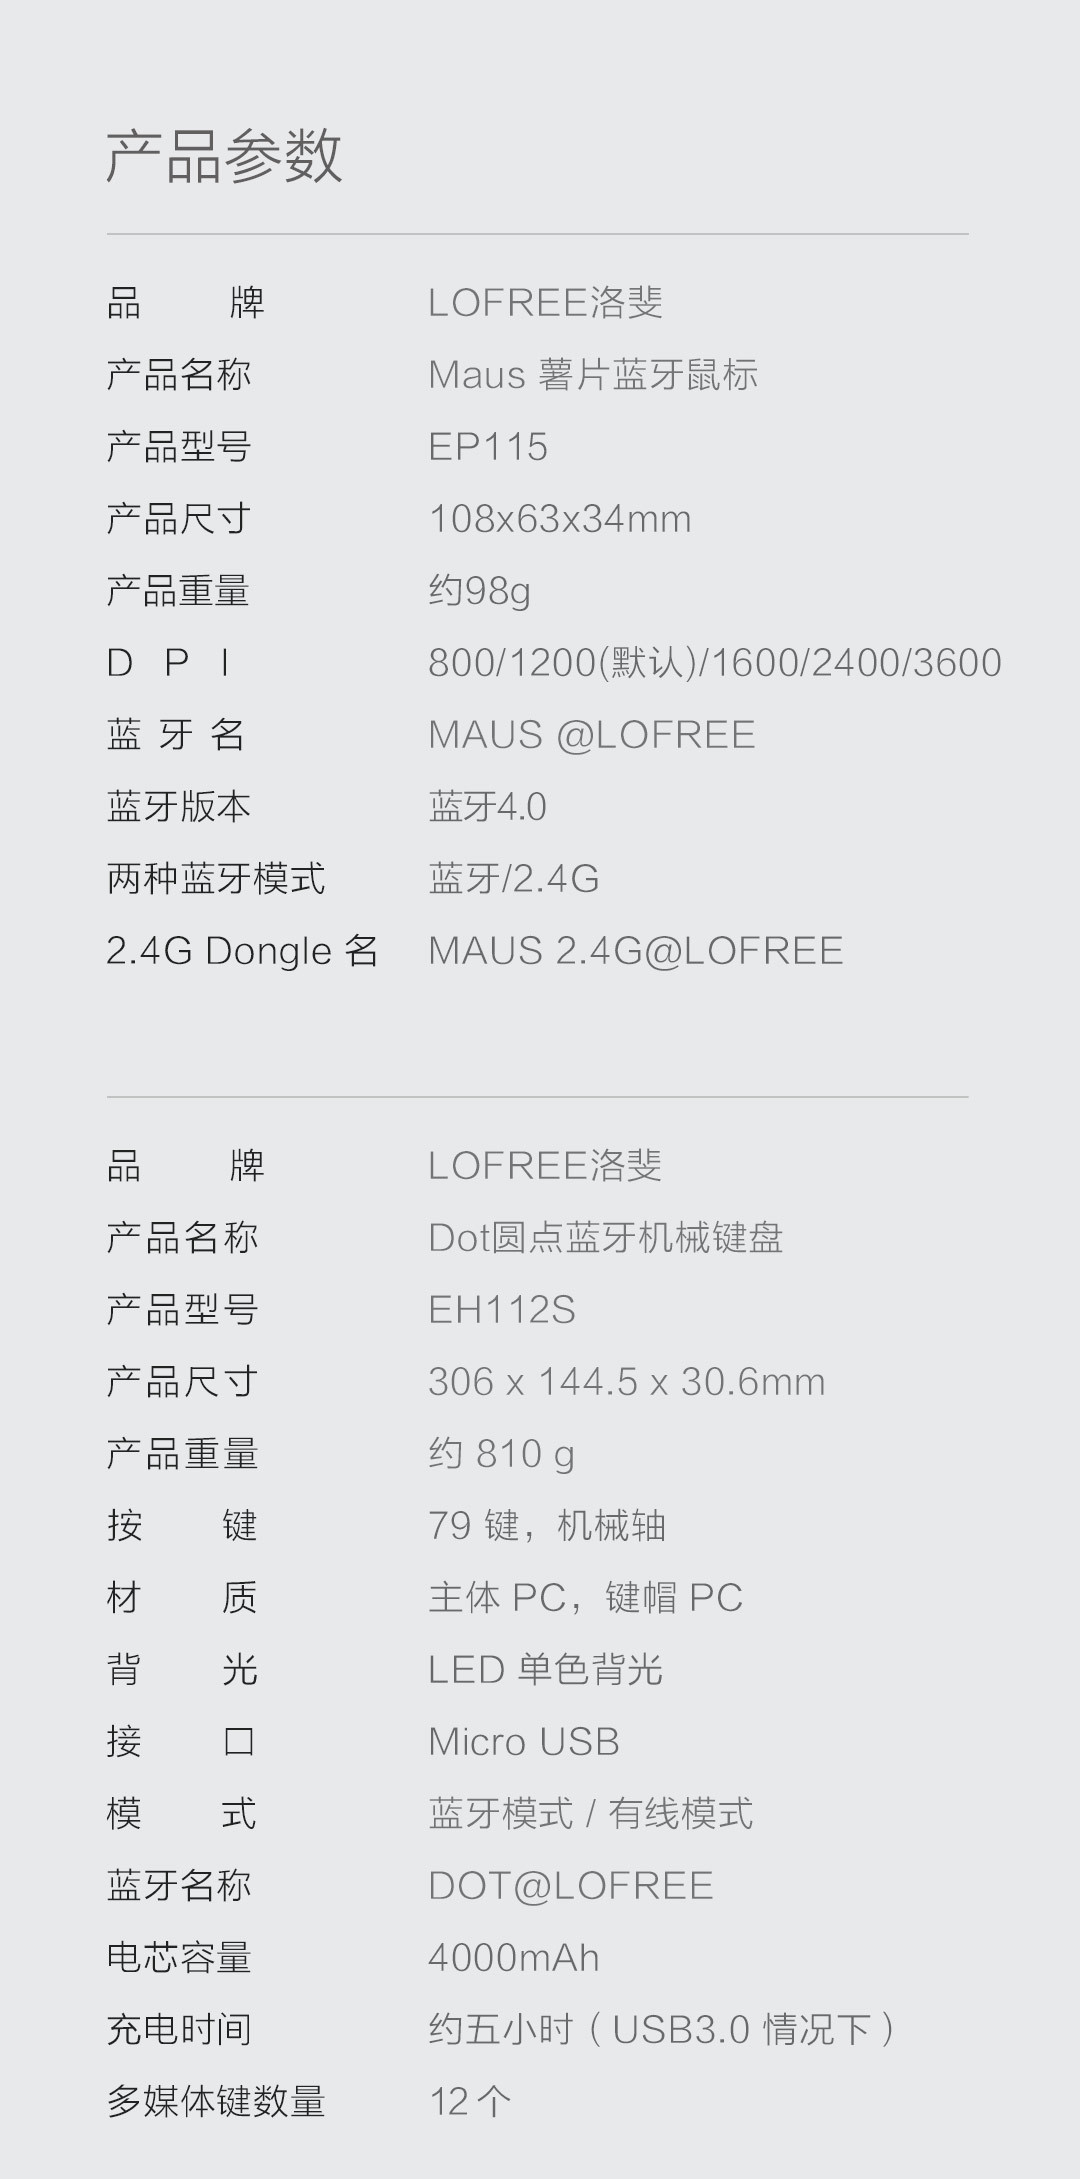 产品参数
品 牌 LOFREE洛斐
产品名称 Maus 薯片蓝牙鼠标
产品型号 EP115
产品尺寸 108x63x34mm
产品重量 约98g
D P I 800/1200(默认)/1600/2400/3600
蓝 牙 名 MAUS @LOFREE
蓝牙版本 蓝牙4.0
两种蓝牙模式 蓝牙/2.4G
2.4G Dongle 名 MAUS 2.4G@LOFREE
品 牌 LOFREE洛斐
产品名称 Dot圆点蓝牙机械键盘
产品型号 EH112S
产品尺寸 306 x 144.5 x 30.6mm
产品重量 约 810 g
按 键 79 键，机械轴
材 质 主体 PC，键帽 PC
背 光 LED 单色背光
接 口 Micro USB
模 式 蓝牙模式 / 有线模式
蓝牙名称 DOT@LOFREE
电芯容量 4000mAh
充电时间 约五小时（USB3.0 情况下）
多媒体键数量 12个